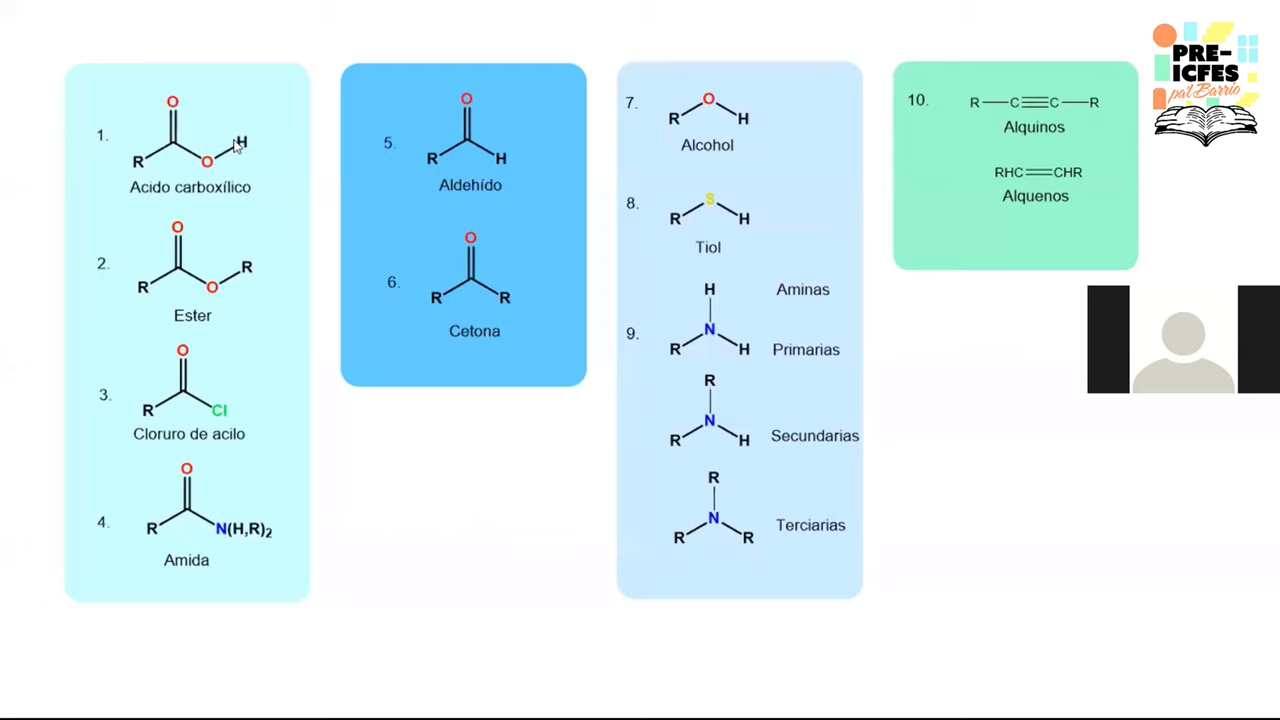 1.
O
R
O
H
Acido carboxílico
2.
O
R
O
R
Ester
3.
O
R
Cl
Cloruro de acilo
4.
O
R
N(H,R)2
Amida
5.
O
R
H
Aldehído
6.
O
R
R
Cetona
7.
O
R
H
Alcohol
8.
S
R
H
Tiol
H
Aminas
9.
N
R
H
Primarias
R
N
R
H
Secundarias
R
N
R
R
Terciarias
10.
R C C R
Alquinos
RHC CHR
Alquenos
PRE-
ICFES
pal Barrio